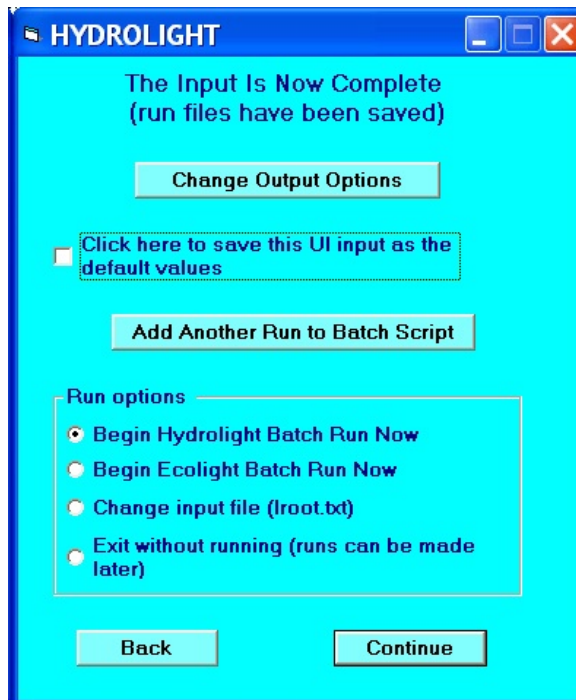 HYDROLIGHT
The Input Is Now Complete
(run files have been saved)
Change Output Options
Click here to save this UI input as the
default values
Add Another Run to Batch Script
Run options
Begin Hydrolight Batch Run Now
Begin Ecolight Batch Run Now
Change input file (Iroot.txt)
Exit without running (runs can be made
later)
Back
Continue